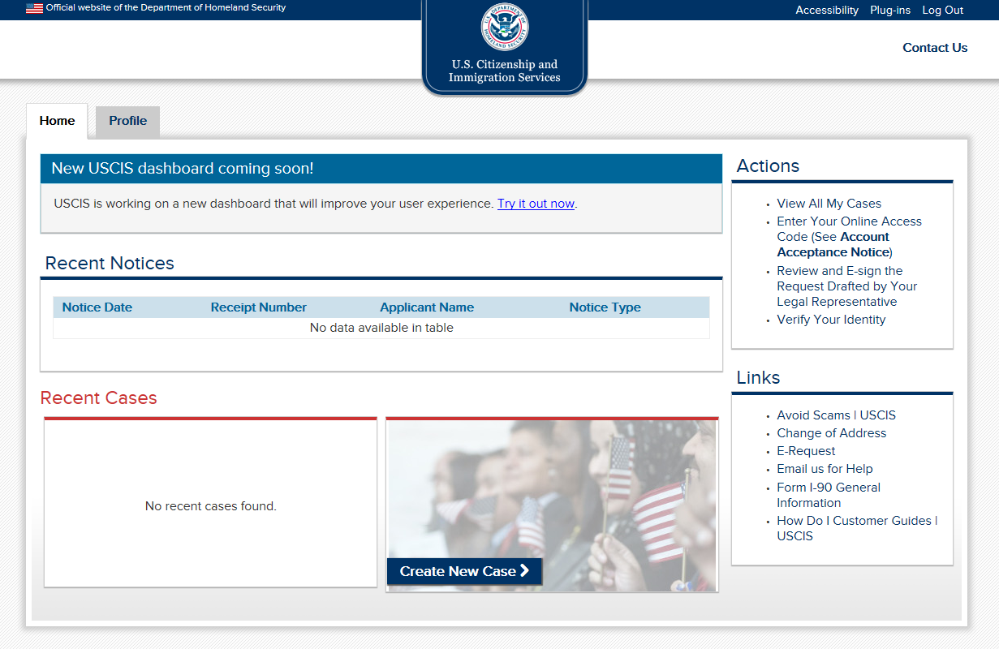 Official website of the Department of Homeland Security
Accessibility Plug-ins Log Out
U.S. Citizenship and
Immigration Services
Contact Us
Home Profile
New USCIS dashboard coming soon!
USCIS is working on a new dashboard that will improve your user experience. Try it out now.
Recent Notices
Notice Date Receipt Number Applicant Name Notice Type
No data available in table
Recent Cases
No recent cases found.
Create New Case
Actions
View All My Cases
Enter Your Online Access
Code (See Account
Acceptance Notice)
Review and E-sign the
Request Drafted by Your
Legal Representative
Verify Your Identity
Links
Avoid Scams | USCIS
Change of Address
E-Request
Email us for Help
Form I-90 General
Information
How Do I Customer Guides |
USCIS